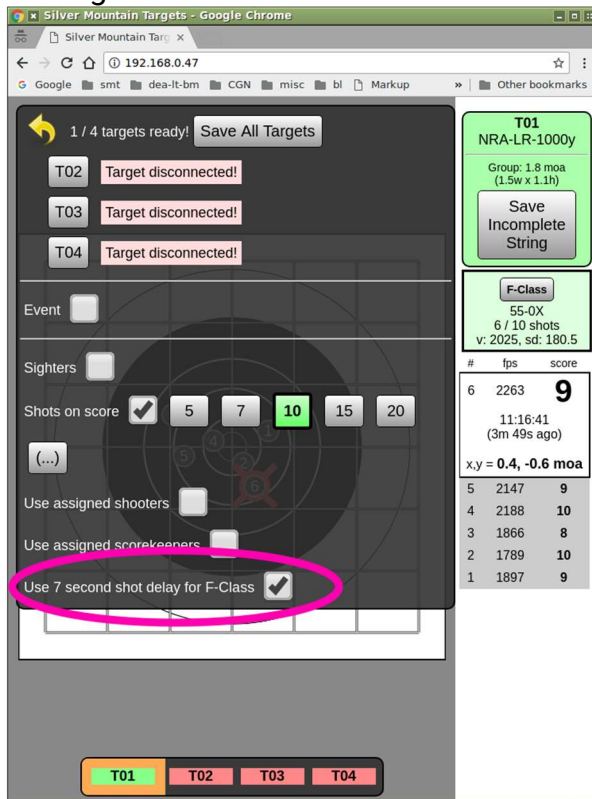 Silver Mountain Targets - Google Chrome
Silver Mountain Targ
192.168.0.47
Google smt dea-lt-bm CGN misc bl Markup » Other bookmarks
1 / 4 targets ready! Save All Targets
T02 Target disconnected!
T03 Target disconnected!
T04 Target disconnected!
Event
Sighters
Shots on score 5 7 10 15 20
(...)
Use assigned shooters
Use assigned scorekeepers
Use 7 second shot delay for F-Class
1
4
5
2
6
T01
NRA-LR-1000y
Group: 1.8 moa
(1.5w x 1.1h)
Save
Incomplete
String
F-Class
55-0X
6 / 10 shots
v: 2025, sd: 180.5
# fps score
6 2263 9
11:16:41
(3m 49s ago)
x,y = 0.4, -0.6 moa
5 2147 9
4 2188 10
3 1866 8
2 1789 10
1 1897 9
T01 T02 T03 T04